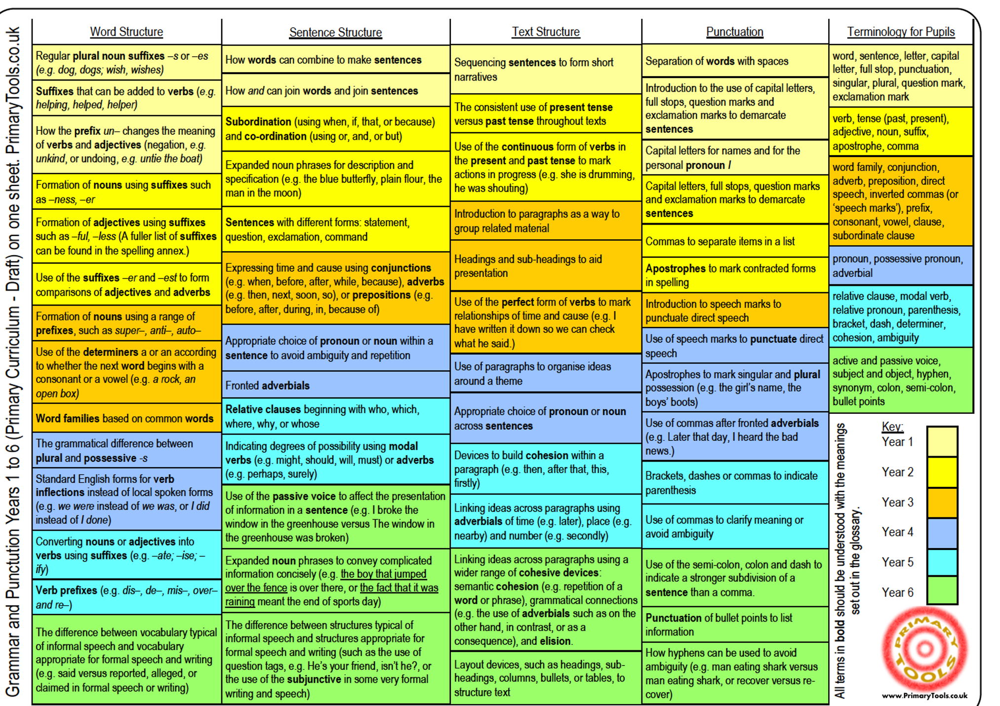 Grammar and Punctution Years 1 to 6 (Primary Curriculum - Draft) on one sheet. PrimaryTools.co.uk
Word Structure
Regular plural noun suffixes –s or –es
(e.g. dog, dogs; wish, wishes)
Suffixes that can be added to verbs (e.g.
helping, helped, helper)
How the prefix un– changes the meaning
of verbs and adjectives (negation, e.g.
unkind, or undoing, e.g. untie the boat)
Formation of nouns using suffixes such
as –ness, –er
Formation of adjectives using suffixes
such as –ful, –less (A fuller list of suffixes
can be found in the spelling annex.)
Use of the suffixes –er and –est to form
comparisons of adjectives and adverbs
Formation of nouns using a range of
prefixes, such as super–, anti–, auto–
Use of the determiners a or an according
to whether the next word begins with a
consonant or a vowel (e.g. a rock, an
open box)
Word families based on common words
The grammatical difference between
plural and possessive -s
Standard English forms for verb
inflections instead of local spoken forms
(e.g. we were instead of we was, or I did
instead of I done)
Converting nouns or adjectives into
verbs using suffixes (e.g. –ate; –ise; –
ify)
Verb prefixes (e.g. dis–, de–, mis–, over–
and re–)
The difference between vocabulary typical
of informal speech and vocabulary
appropriate for formal speech and writing
(e.g. said versus reported, alleged, or
claimed in formal speech or writing)
Sentence Structure
How words can combine to make sentences
How and can join words and join sentences
Subordination (using when, if, that, or because)
and co-ordination (using or, and, or but)
Expanded noun phrases for description and
specification (e.g. the blue butterfly, plain flour, the
man in the moon)
Sentences with different forms: statement,
question, exclamation, command
Expressing time and cause using conjunctions
(e.g. when, before, after, while, because), adverbs
(e.g. then, next, soon, so), or prepositions (e.g.
before, after, during, in, because of)
Appropriate choice of pronoun or noun within a
sentence to avoid ambiguity and repetition
Fronted adverbials
Relative clauses beginning with who, which,
where, why, or whose
Indicating degrees of possibility using modal
verbs (e.g. might, should, will, must) or adverbs
(e.g. perhaps, surely)
Use of the passive voice to affect the presentation
of information in a sentence (e.g. I broke the
window in the greenhouse versus The window in
the greenhouse was broken)
Expanded noun phrases to convey complicated
information concisely (e.g. the boy that jumped
over the fence is over there, or the fact that it was
raining meant the end of sports day)
The difference between structures typical of
informal speech and structures appropriate for
formal speech and writing (such as the use of
question tags, e.g. He's your friend, isn't he?, or
the use of the subjunctive in some very formal
writing and speech)
Text Structure
Sequencing sentences to form short
narratives
The consistent use of present tense
versus past tense throughout texts
Use of the continuous form of verbs in
the present and past tense to mark
actions in progress (e.g. she is drumming,
he was shouting)
Introduction to paragraphs as a way to
group related material
Headings and sub-headings to aid
presentation
Use of the perfect form of verbs to mark
relationships of time and cause (e.g. I
have written it down so we can check
what he said.)
Use of paragraphs to organise ideas
around a theme
Appropriate choice of pronoun or noun
across sentences
Devices to build cohesion within a
paragraph (e.g. then, after that, this,
firstly)
Linking ideas across paragraphs using
adverbials of time (e.g. later), place (e.g.
nearby) and number (e.g. secondly)
Linking ideas across paragraphs using a
wider range of cohesive devices:
semantic cohesion (e.g. repetition of a
word or phrase), grammatical connections
(e.g. the use of adverbials such as on the
other hand, in contrast, or as a
consequence), and elision.
Layout devices, such as headings, sub-
headings, columns, bullets, or tables, to
structure text
Punctuation
Separation of words with spaces
Introduction to the use of capital letters,
full stops, question marks and
exclamation marks to demarcate
sentences
Capital letters for names and for the
personal pronoun I
Capital letters, full stops, question marks
and exclamation marks to demarcate
sentences
Commas to separate items in a list
Apostrophes to mark contracted forms
in spelling
Introduction to speech marks to
punctuate direct speech
Use of speech marks to punctuate direct
speech
Apostrophes to mark singular and plural
possession (e.g. the girl's name, the
boys' boots)
Use of commas after fronted adverbials
(e.g. Later that day, I heard the bad
news.)
Brackets, dashes or commas to indicate
parenthesis
Use of commas to clarify meaning or
avoid ambiguity
Use of the semi-colon, colon and dash to
indicate a stronger subdivision of a
sentence than a comma.
Punctuation of bullet points to list
information
How hyphens can be used to avoid
ambiguity (e.g. man eating shark versus
man eating shark, or recover versus re-
cover)
Terminology for Pupils
word, sentence, letter, capital
letter, full stop, punctuation,
singular, plural, question mark,
exclamation mark
verb, tense (past, present),
adjective, noun, suffix,
apostrophe, comma
word family, conjunction,
adverb, preposition, direct
speech, inverted commas (or
'speech marks'), prefix,
consonant, vowel, clause,
subordinate clause
pronoun, possessive pronoun,
adverbial
relative clause, modal verb,
relative pronoun, parenthesis,
bracket, dash, determiner,
cohesion, ambiguity
active and passive voice,
subject and object, hyphen,
synonym, colon, semi-colon,
bullet points
All terms in bold should be understood with the meanings
set out in the glossary.
Key:
Year 1
Year 2
Year 3
Year 4
Year 5
Year 6
PRIMARY
TOOLS
www.PrimaryTools.co.uk